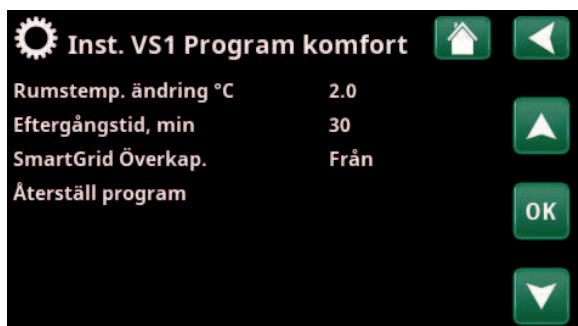 Inst. VS1 Program komfort
Rumstemp. ändring °C 2.0
Eftergångstid, min 30
SmartGrid Överkap. Från
Återställ program
OK